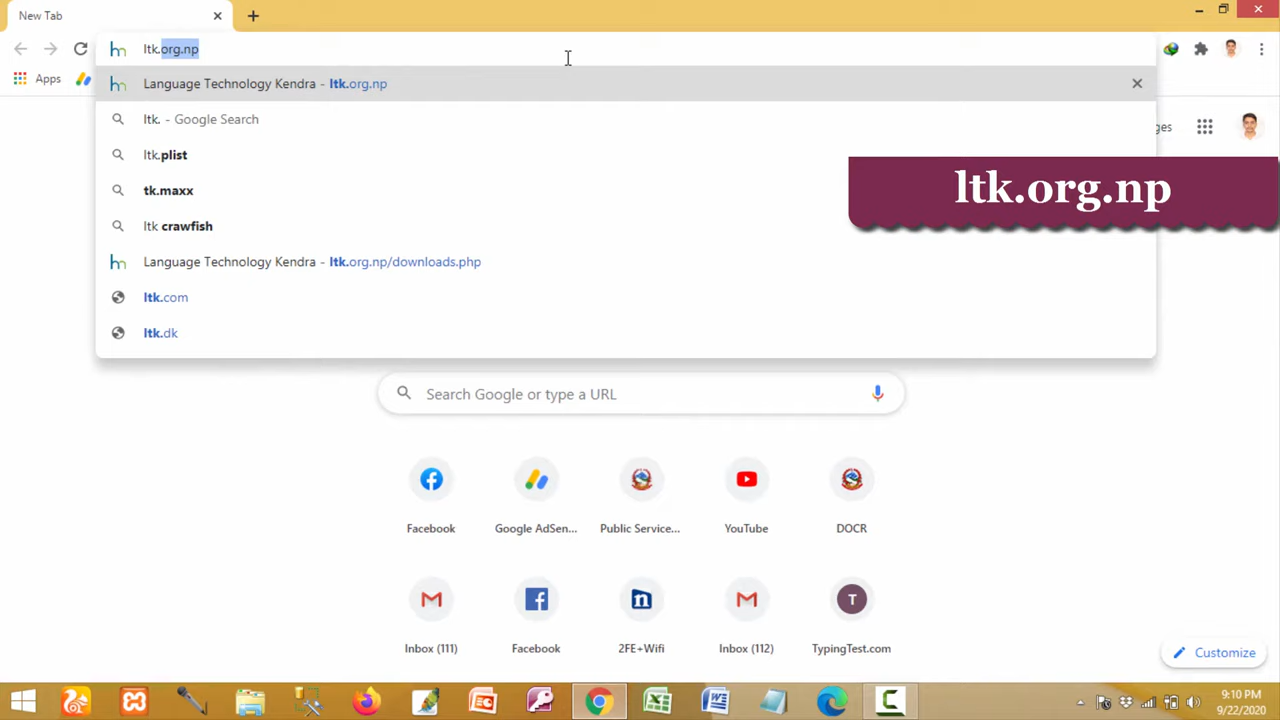 New Tab
ltk.org.np
Apps
Language Technology Kendra - ltk.org.np
ges
ltk. - Google Search
ltk.plist
ltk.org.np
tk.maxx
ltk crawfish
Language Technology Kendra - ltk.org.np/downloads.php
ltk.com
ltk.dk
Search Google or type a URL
Facebook
Google AdSen...
Public Service...
YouTube
DOCR
T
Inbox (111)
Facebook
2FE+Wifi
Inbox (112)
TypingTest.com
Customize
9:10 PM
9/22/2020